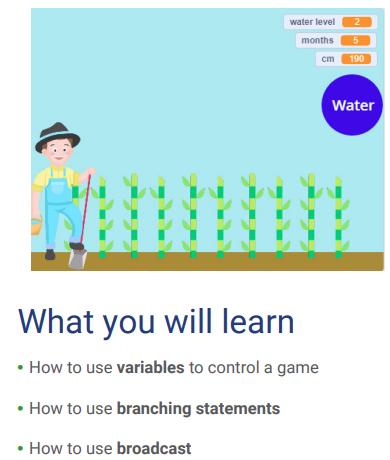 water level 2
months 5
cm 190
Water
What you will learn
• How to use variables to control a game
• How to use branching statements
• How to use broadcast